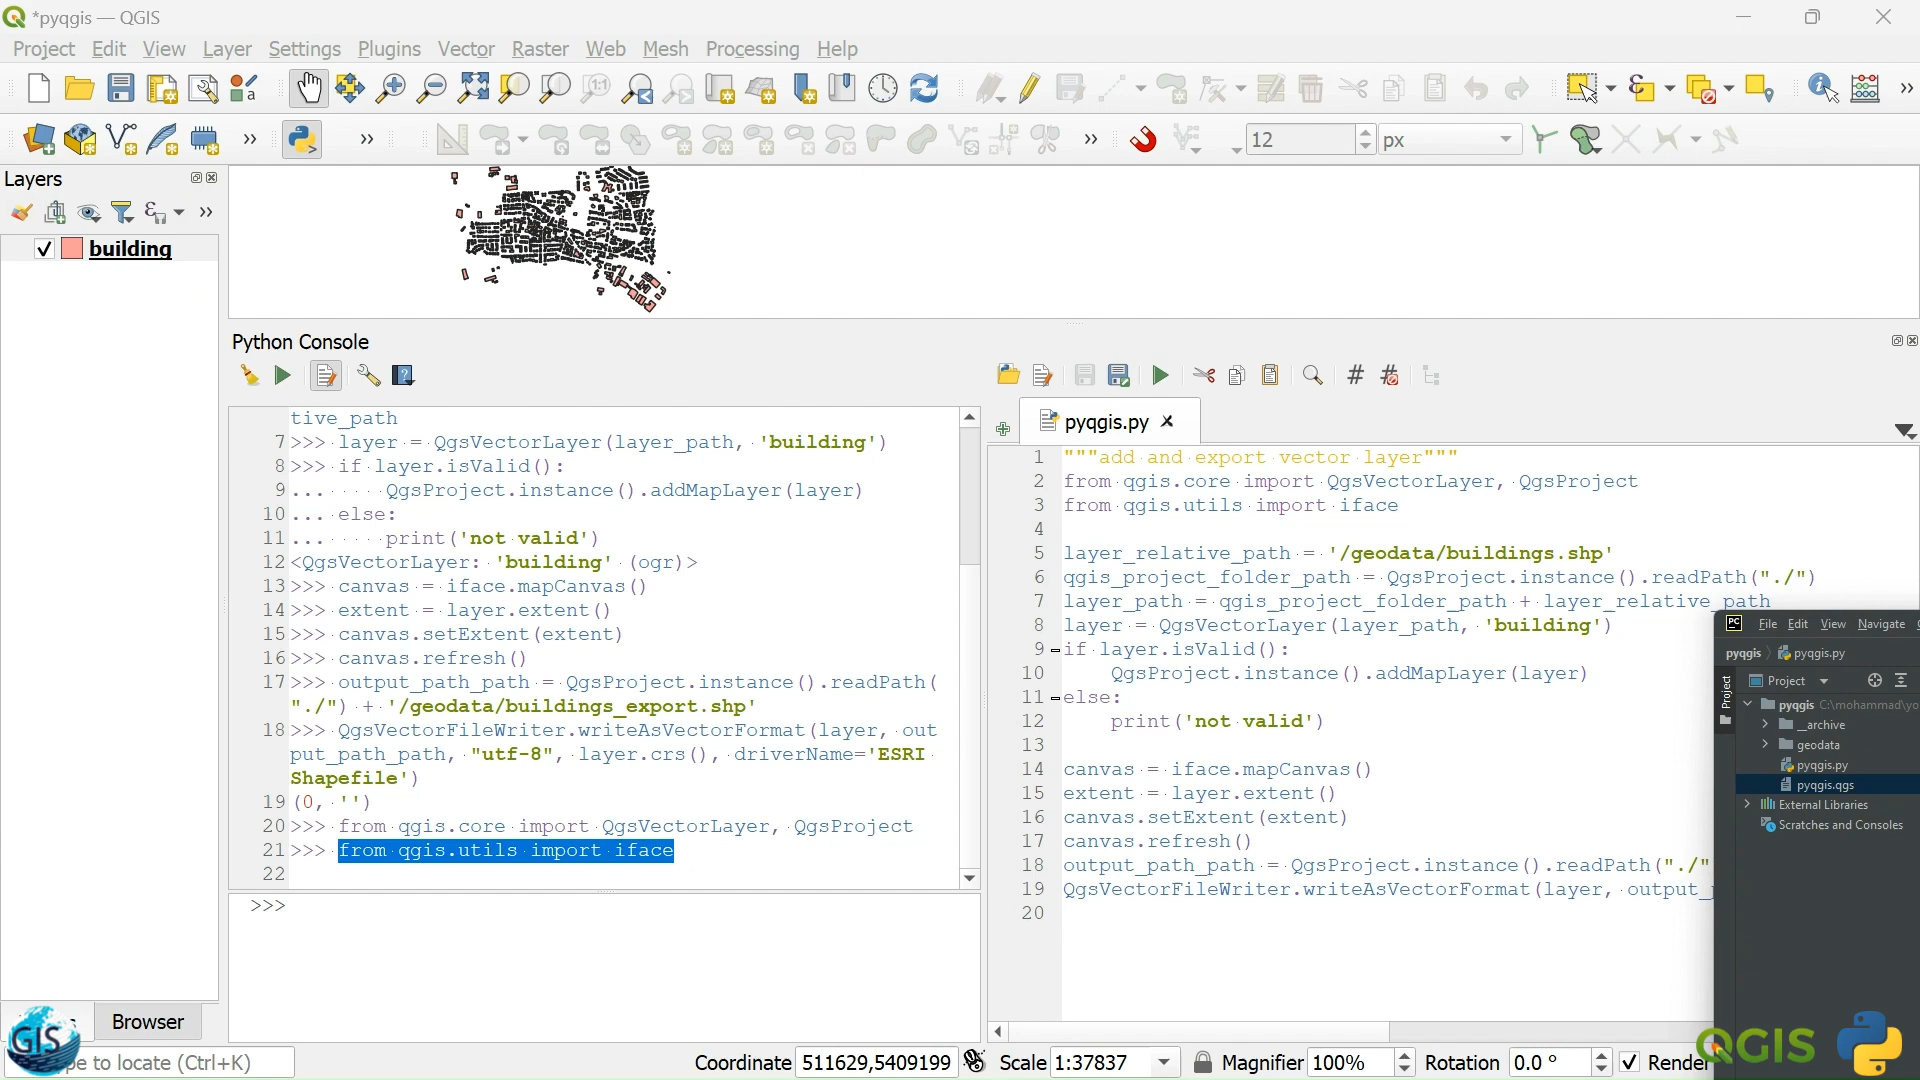 *pyqgis — QGIS
Project Edit View Layer Settings Plugins Vector Raster Web Mesh Processing Help
12 px
Layers
building
Python Console
pyqgis.py
tive_path
7 >>> layer = QgsVectorLayer(layer_path, 'building')
8 >>> if layer.isValid():
9 ...     QgsProject.instance().addMapLayer(layer)
10 ... else:
11 ...     print('not valid')
12 <QgsVectorLayer: 'building' (ogr)>
13 >>> canvas = iface.mapCanvas()
14 >>> extent = layer.extent()
15 >>> canvas.setExtent(extent)
16 >>> canvas.refresh()
17 >>> output_path_path = QgsProject.instance().readPath(
"./") + '/geodata/buildings_export.shp'
18 >>> QgsVectorFileWriter.writeAsVectorFormat(layer, out
put_path_path, "utf-8", layer.crs(), driverName='ESRI
Shapefile')
19 (0, '')
20 >>> from qgis.core import QgsVectorLayer, QgsProject
21 >>> from qgis.utils import iface
22
>>>
1 """add and export vector layer"""
2 from qgis.core import QgsVectorLayer, QgsProject
3 from qgis.utils import iface
4
5 layer_relative_path = '/geodata/buildings.shp'
6 qgis_project_folder_path = QgsProject.instance().readPath("./")
7 layer_path = qgis_project_folder_path + layer_relative_path
8 layer = QgsVectorLayer(layer_path, 'building')
9 if layer.isValid():
10     QgsProject.instance().addMapLayer(layer)
11 else:
12     print('not valid')
13
14 canvas = iface.mapCanvas()
15 extent = layer.extent()
16 canvas.setExtent(extent)
17 canvas.refresh()
18 output_path_path = QgsProject.instance().readPath("./"
19 QgsVectorFileWriter.writeAsVectorFormat(layer, output_
20
PC File Edit View Navigate
pyqgis pyqgis.py
Project
Project
pyqgis C:\mohammad\yo
_archive
geodata
pyqgis.py
pyqgis.qgs
External Libraries
Scratches and Consoles
Browser
GIS
pe to locate (Ctrl+K)
Coordinate 511629,5409199 Scale 1:37837 Magnifier 100% Rotation 0.0 ° Render
QGIS